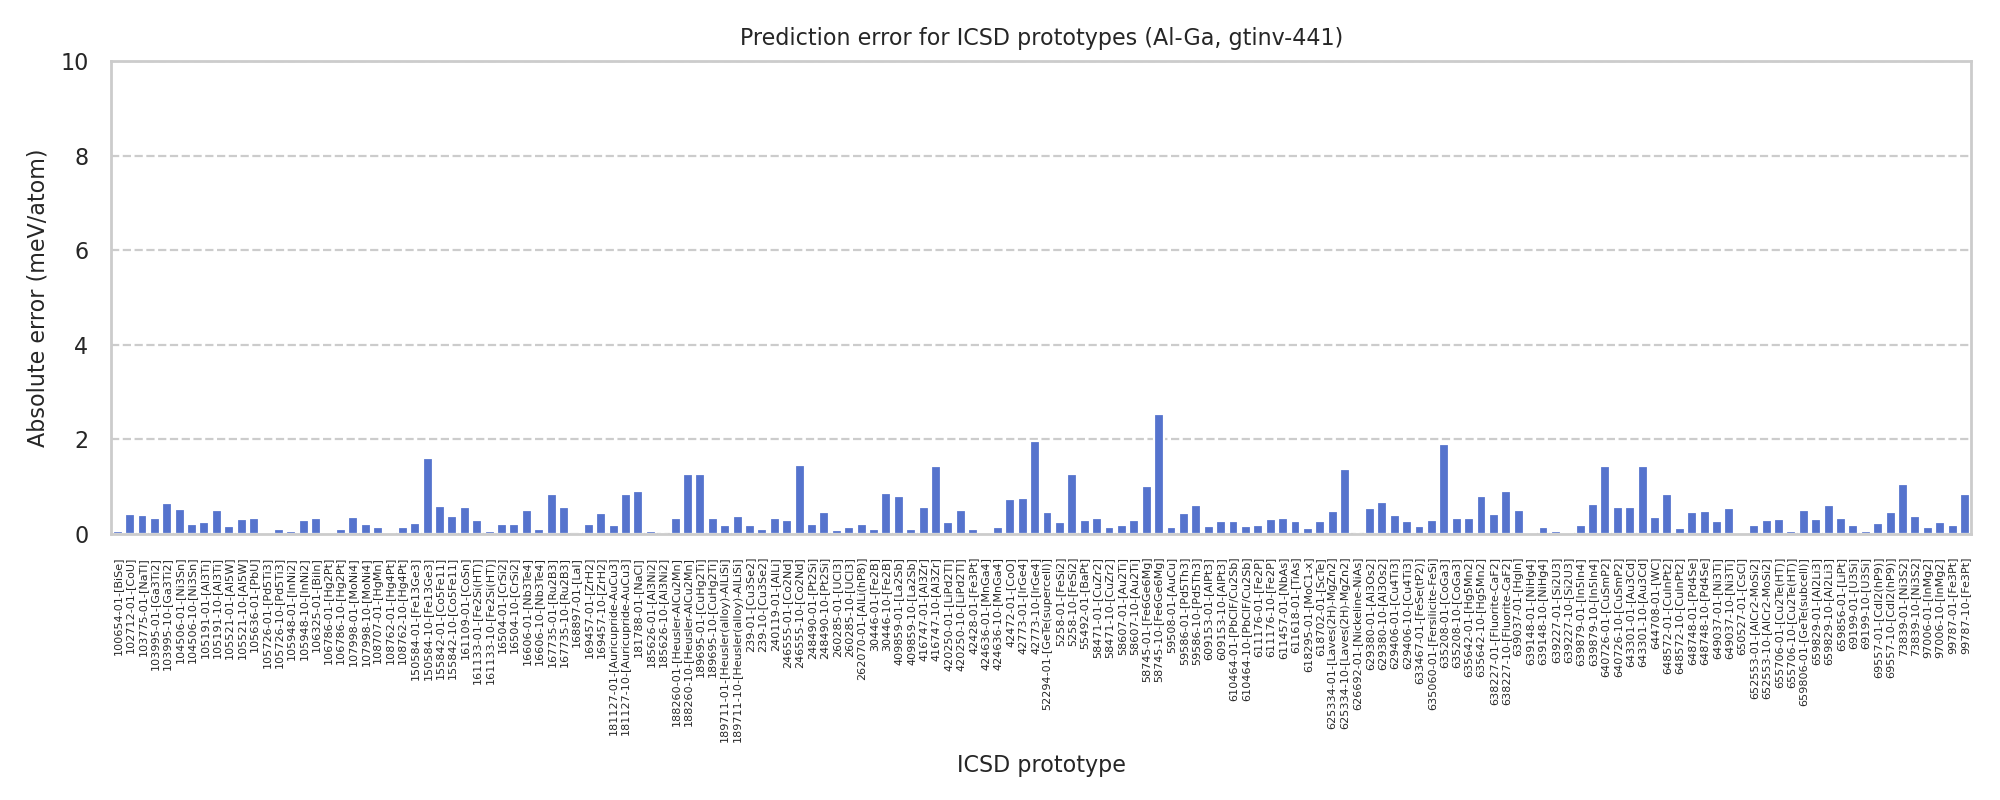 Prediction error for ICSD prototypes (Al-Ga, gtinv-441)
Absolute error (meV/atom)
10
8
6
4
2
0
100654-01-[BiSe]
102712-01-[CoU]
103775-01-[NaTl]
103995-01-[Ga3Ti2]
103995-10-[Ga3Ti2]
104506-01-[Ni3Sn]
104506-10-[Ni3Sn]
105191-01-[Al3Ti]
105191-10-[Al3Ti]
105521-01-[Al5W]
105521-10-[Al5W]
105636-01-[PbU]
105726-01-[Pd5Ti3]
105726-10-[Pd5Ti3]
105948-01-[InNi2]
105948-10-[InNi2]
106325-01-[BiIn]
106786-01-[Hg2Pt]
106786-10-[Hg2Pt]
107998-01-[MoNi4]
107998-10-[MoNi4]
108707-01-[HgMn]
108762-01-[Hg4Pt]
108762-10-[Hg4Pt]
150584-01-[Fe13Ge3]
150584-10-[Fe13Ge3]
155842-01-[Co5Fe11]
155842-10-[Co5Fe11]
161109-01-[CoSn]
161133-01-[Fe2Si(HT)]
161133-10-[Fe2Si(HT)]
16504-01-[CrSi2]
16504-10-[CrSi2]
16606-01-[Nb3Te4]
16606-10-[Nb3Te4]
167735-01-[Ru2B3]
167735-10-[Ru2B3]
168897-01-[LaI]
169457-01-[ZrH2]
169457-10-[ZrH2]
181127-01-[Auricupride-AuCu3]
181127-10-[Auricupride-AuCu3]
181788-01-[NaCl]
185626-01-[Al3Ni2]
185626-10-[Al3Ni2]
188260-01-[Heusler-AlCu2Mn]
188260-10-[Heusler-AlCu2Mn]
189695-01-[CuHg2Ti]
189695-10-[CuHg2Ti]
189711-01-[Heusler(alloy)-AlLiSi]
189711-10-[Heusler(alloy)-AlLiSi]
239-01-[Cu3Se2]
239-10-[Cu3Se2]
240119-01-[AlLi]
246555-01-[Co2Nd]
246555-10-[Co2Nd]
248490-01-[Pt2Si]
248490-10-[Pt2Si]
260285-01-[UCl3]
260285-10-[UCl3]
262070-01-[AlLi(hP8)]
30446-01-[Fe2B]
30446-10-[Fe2B]
409859-01-[La2Sb]
409859-10-[La2Sb]
416747-01-[Al3Zr]
416747-10-[Al3Zr]
420250-01-[LiPd2Tl]
420250-10-[LiPd2Tl]
42428-01-[Fe3Pt]
424636-01-[MnGa4]
424636-10-[MnGa4]
42472-01-[CoO]
42773-01-[IrGe4]
42773-10-[IrGe4]
52294-01-[GeTe(supercell)]
5258-01-[FeSi2]
5258-10-[FeSi2]
55492-01-[BaPt]
58471-01-[CuZr2]
58471-10-[CuZr2]
58607-01-[Au2Ti]
58607-10-[Au2Ti]
58745-01-[Fe6Ge6Mg]
58745-10-[Fe6Ge6Mg]
59508-01-[AuCu]
59586-01-[Pd5Th3]
59586-10-[Pd5Th3]
609153-01-[AlPt3]
609153-10-[AlPt3]
610464-01-[PbClF/Cu2Sb]
610464-10-[PbClF/Cu2Sb]
611176-01-[Fe2P]
611176-10-[Fe2P]
611457-01-[NbAs]
611618-01-[TiAs]
618295-01-[MoC1-x]
618702-01-[ScTe]
625334-01-[Laves(2H)-MgZn2]
625334-10-[Laves(2H)-MgZn2]
626692-01-[Nickeline-NiAs]
629380-01-[Al3Os2]
629380-10-[Al3Os2]
629406-01-[Cu4Ti3]
629406-10-[Cu4Ti3]
633467-01-[FeSe(tP2)]
635060-01-[Fersilicite-FeSi]
635208-01-[CoGa3]
635208-10-[CoGa3]
635642-01-[Hg5Mn2]
635642-10-[Hg5Mn2]
638227-01-[Fluorite-CaF2]
638227-10-[Fluorite-CaF2]
639037-01-[HgIn]
639148-01-[NiHg4]
639148-10-[NiHg4]
639227-01-[Si2U3]
639227-10-[Si2U3]
639879-01-[In5In4]
639879-10-[In5In4]
640726-01-[CuSmP2]
640726-10-[CuSmP2]
643301-01-[Au3Cd]
643301-10-[Au3Cd]
644708-01-[WC]
648572-01-[CuInPt2]
648572-10-[CuInPt2]
648748-01-[Pd4Se]
648748-10-[Pd4Se]
649037-01-[Ni3Ti]
649037-10-[Ni3Ti]
650527-01-[CsCl]
652553-01-[AlCr2-MoSi2]
652553-10-[AlCr2-MoSi2]
655706-01-[Cu2Te(HT)]
655706-10-[Cu2Te(HT)]
659806-01-[GeTe(subcell)]
659829-01-[Al2Li3]
659829-10-[Al2Li3]
659856-01-[LiPt]
69199-01-[U3Si]
69199-10-[U3Si]
69557-01-[CdI2(hP9)]
69557-10-[CdI2(hP9)]
73839-01-[Ni3S2]
73839-10-[Ni3S2]
97006-01-[InMg2]
97006-10-[InMg2]
99787-01-[Fe3Pt]
99787-10-[Fe3Pt]
ICSD prototype